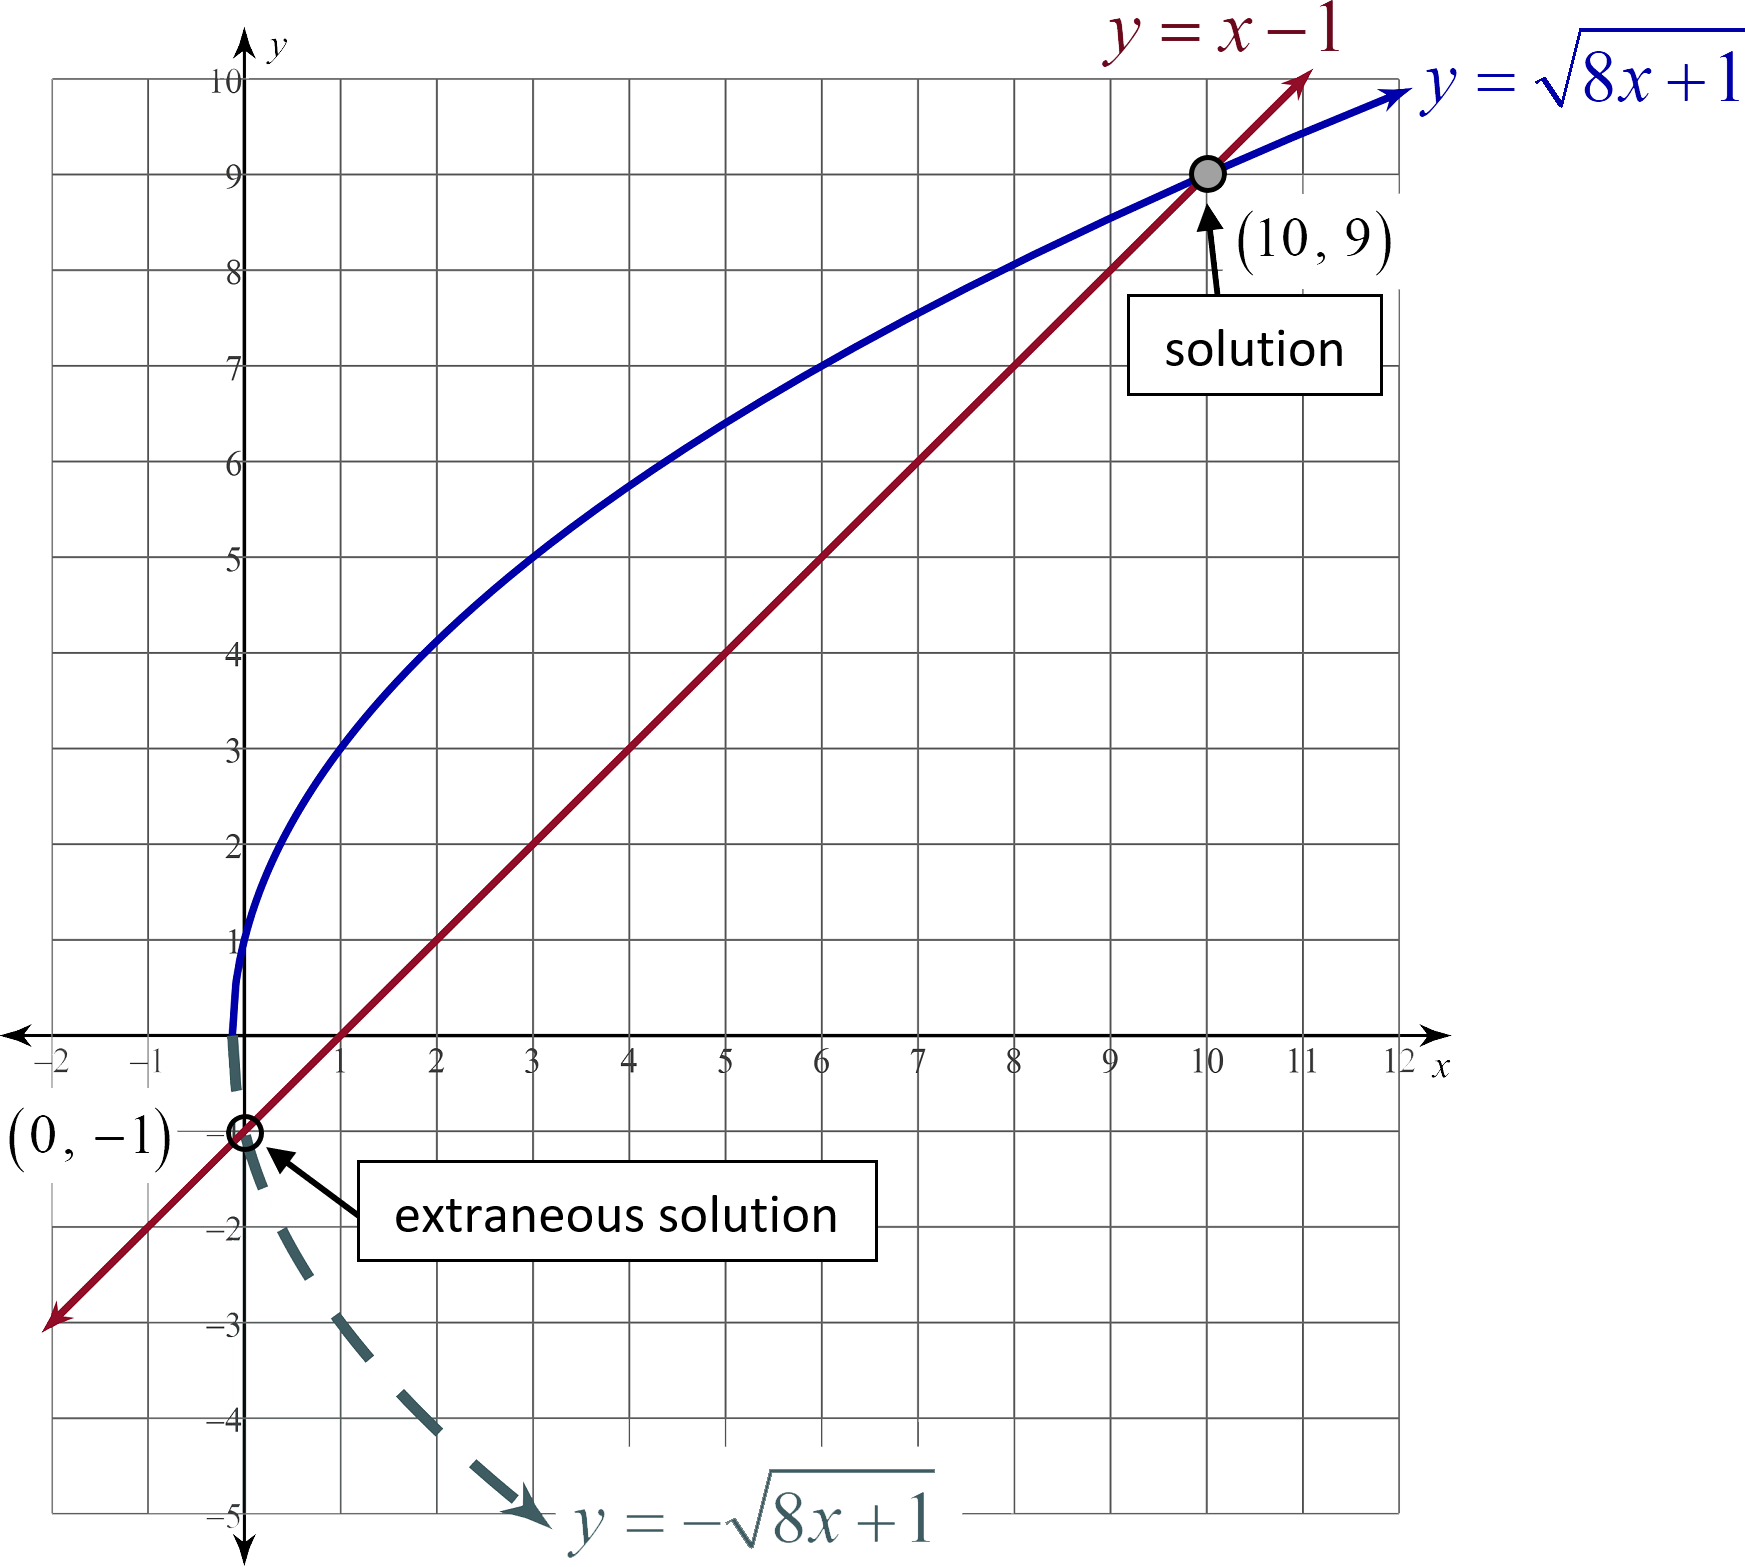 y = x − 1
y = √(8x + 1)
y
10
9
(10, 9)
8
solution
7
6
5
4
3
2
1
−2 −1 1 2 3 4 5 6 7 8 9 10 11 12 x
(0, −1)
−1
extraneous solution
−2
−3
−4
−5
y = −√(8x + 1)